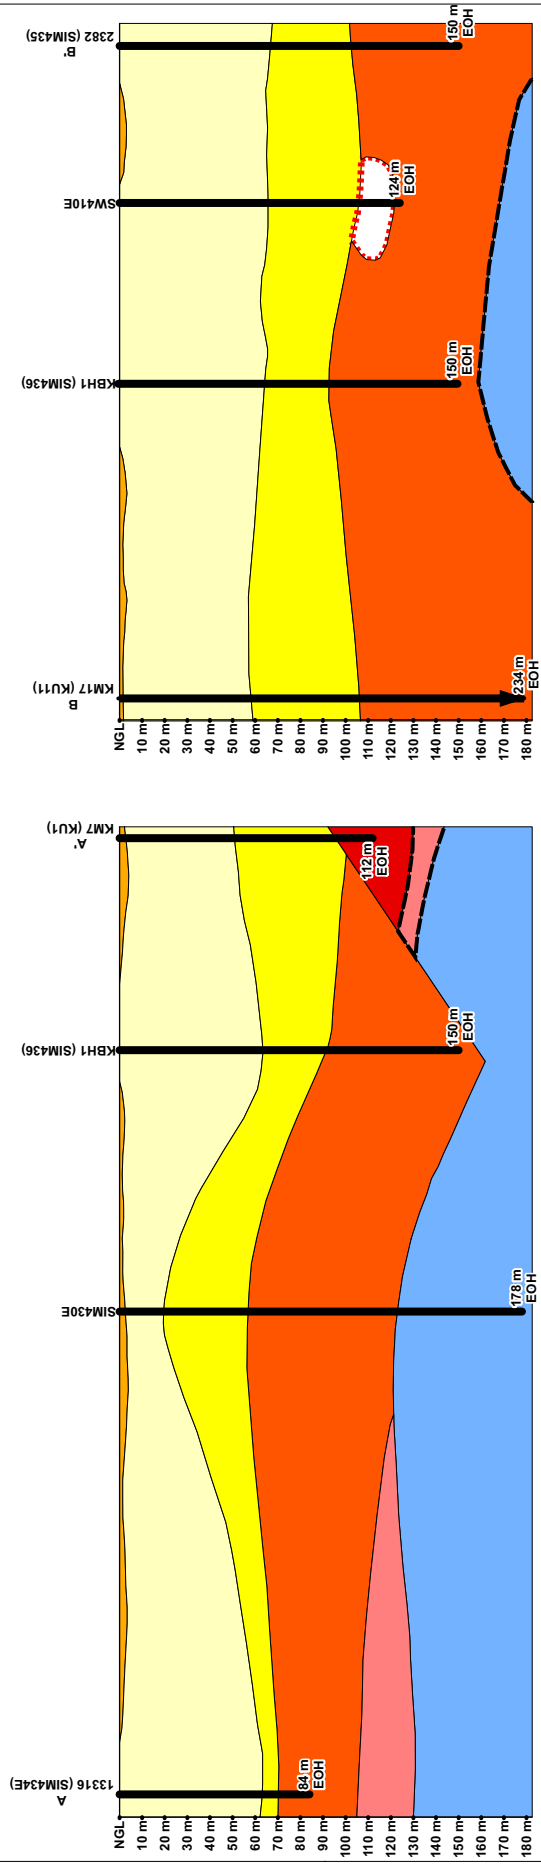 B'
2382 (SIM435)
SW410E
KBH1 (SIM436)
B
KM17 (KU11)
150 m
EOH
124 m
EOH
150 m
EOH
234 m
EOH
NGL
10 m
20 m
30 m
40 m
50 m
60 m
70 m
80 m
90 m
100 m
110 m
120 m
130 m
140 m
150 m
160 m
170 m
180 m
A'
KM7 (KU1)
KBH1 (SIM436)
SIM430E
A
13316 (SIM434E)
112 m
EOH
150 m
EOH
178 m
EOH
84 m
EOH
NGL
10 m
20 m
30 m
40 m
50 m
60 m
70 m
80 m
90 m
100 m
110 m
120 m
130 m
140 m
150 m
160 m
170 m
180 m